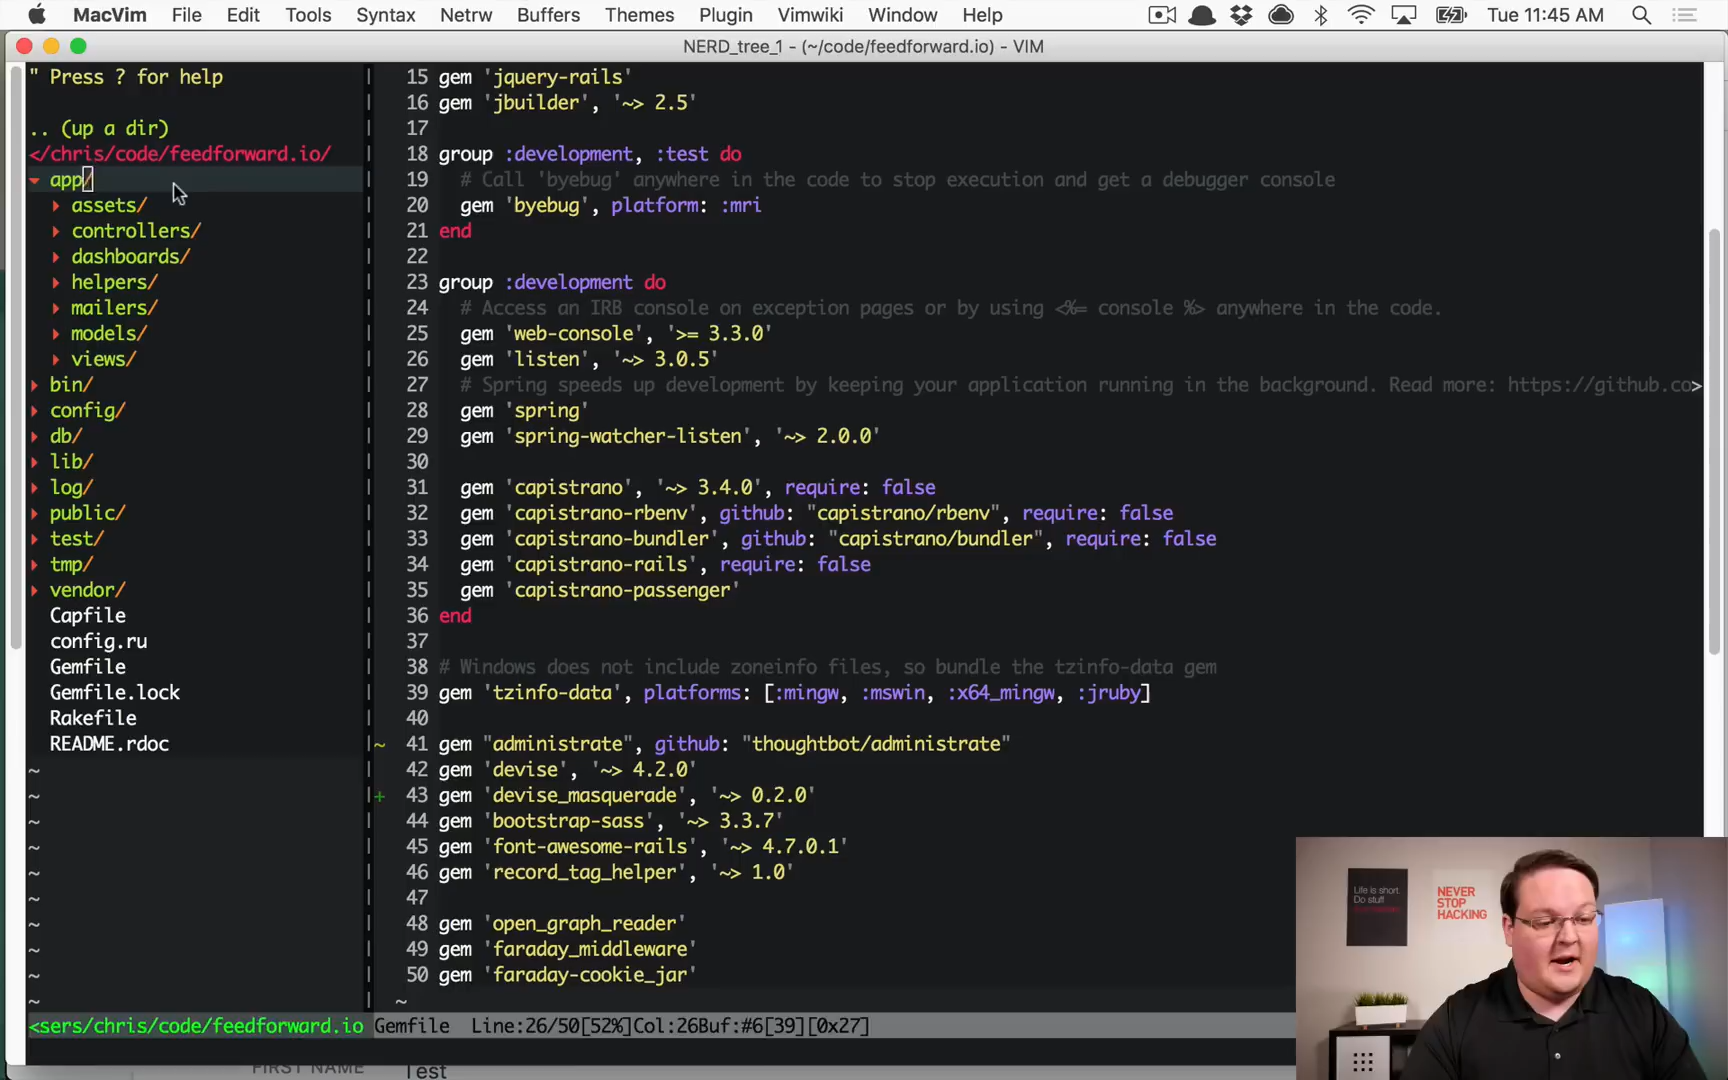 MacVim File Edit Tools Syntax Netrw Buffers Themes Plugin Vimwiki Window Help Tue 11:45 AM
NERD_tree_1 - (~/code/feedforward.io) - VIM
" Press ? for help
.. (up a dir)
</chris/code/feedforward.io/
app/
assets/
controllers/
dashboards/
helpers/
mailers/
models/
views/
bin/
config/
db/
lib/
log/
public/
test/
tmp/
vendor/
Capfile
config.ru
Gemfile
Gemfile.lock
Rakefile
README.rdoc
~
~
~
~
~
~
~
~
~
~
15 gem 'jquery-rails'
16 gem 'jbuilder', '~> 2.5'
17
18 group :development, :test do
19   # Call 'byebug' anywhere in the code to stop execution and get a debugger console
20   gem 'byebug', platform: :mri
21 end
22
23 group :development do
24   # Access an IRB console on exception pages or by using <%= console %> anywhere in the code.
25   gem 'web-console', '>= 3.3.0'
26   gem 'listen', '~> 3.0.5'
27   # Spring speeds up development by keeping your application running in the background. Read more: https://github.co>
28   gem 'spring'
29   gem 'spring-watcher-listen', '~> 2.0.0'
30
31   gem 'capistrano', '~> 3.4.0', require: false
32   gem 'capistrano-rbenv', github: "capistrano/rbenv", require: false
33   gem 'capistrano-bundler', github: "capistrano/bundler", require: false
34   gem 'capistrano-rails', require: false
35   gem 'capistrano-passenger'
36 end
37
38 # Windows does not include zoneinfo files, so bundle the tzinfo-data gem
39 gem 'tzinfo-data', platforms: [:mingw, :mswin, :x64_mingw, :jruby]
40
~ 41 gem "administrate", github: "thoughtbot/administrate"
42 gem 'devise', '~> 4.2.0'
+ 43 gem 'devise_masquerade', '~> 0.2.0'
44 gem 'bootstrap-sass', '~> 3.3.7'
45 gem 'font-awesome-rails', '~> 4.7.0.1'
46 gem 'record_tag_helper', '~> 1.0'
47
48 gem 'open_graph_reader'
49 gem 'faraday_middleware'
50 gem 'faraday-cookie_jar'
~
<sers/chris/code/feedforward.io Gemfile Line:26/50[52%]Col:26Buf:#6[39][0x27]
FIRST NAME Test
Life is short.
Do stuff
NEVER
STOP
HACKING